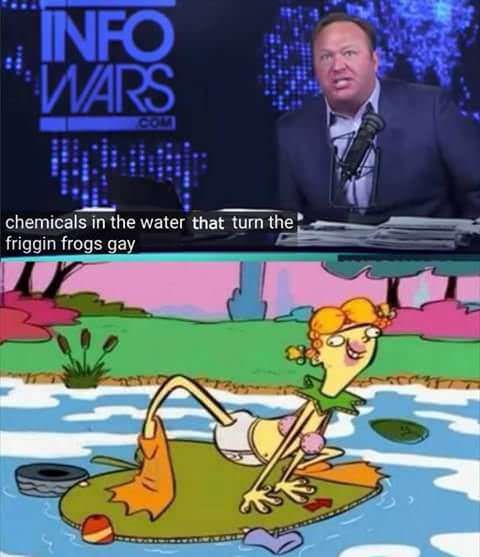 INFO
WARS
.COM
chemicals in the water that turn the
friggin frogs gay